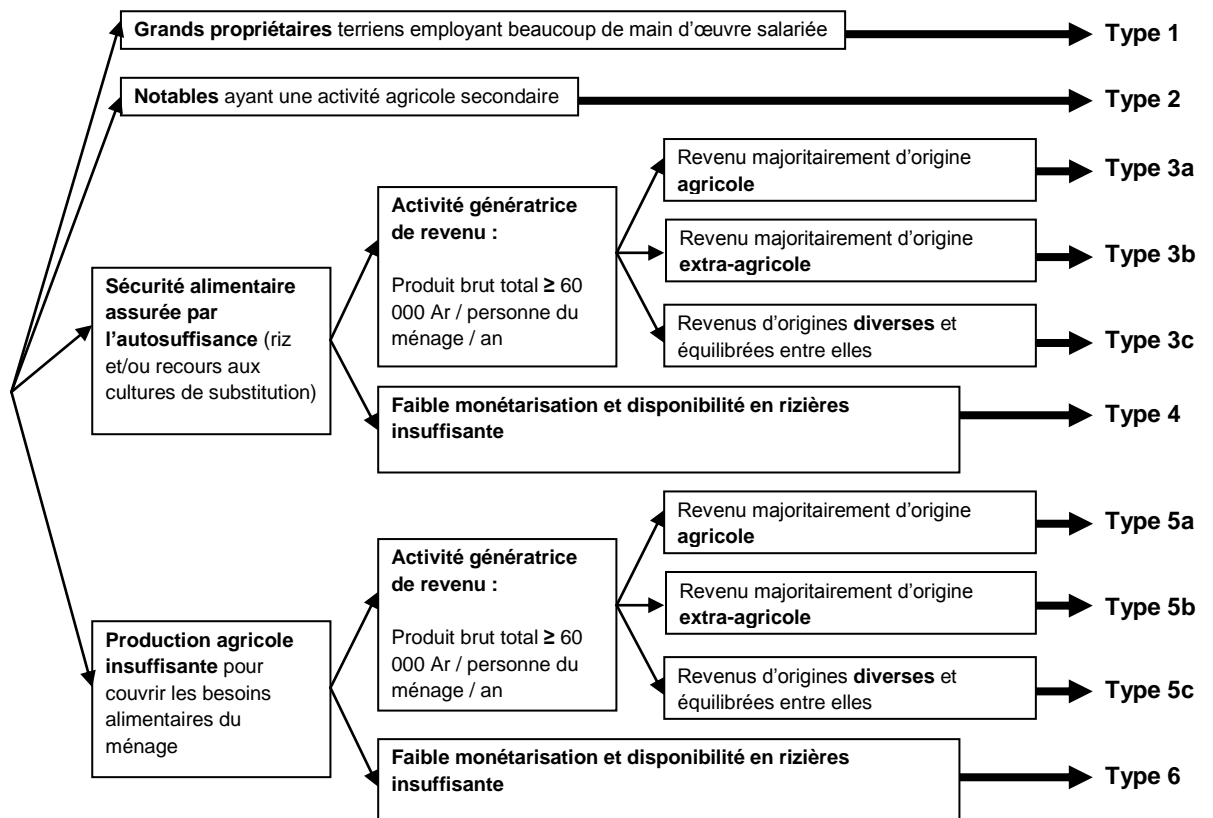 Grands propriétaires terriens employant beaucoup de main d'œuvre salariée
Type 1
Notables ayant une activité agricole secondaire
Type 2
Sécurité alimentaire
assurée par
l'autosuffisance (riz
et/ou recours aux
cultures de substitution)
Activité génératrice
de revenu :
Produit brut total ≥ 60
000 Ar / personne du
ménage / an
Revenu majoritairement d'origine
agricole
Type 3a
Revenu majoritairement d'origine
extra-agricole
Type 3b
Revenus d'origines diverses et
équilibrées entre elles
Type 3c
Faible monétarisation et disponibilité en rizières
insuffisante
Type 4
Production agricole
insuffisante pour
couvrir les besoins
alimentaires du
ménage
Activité génératrice
de revenu :
Produit brut total ≥ 60
000 Ar / personne du
ménage / an
Revenu majoritairement d'origine
agricole
Type 5a
Revenu majoritairement d'origine
extra-agricole
Type 5b
Revenus d'origines diverses et
équilibrées entre elles
Type 5c
Faible monétarisation et disponibilité en rizières
insuffisante
Type 6